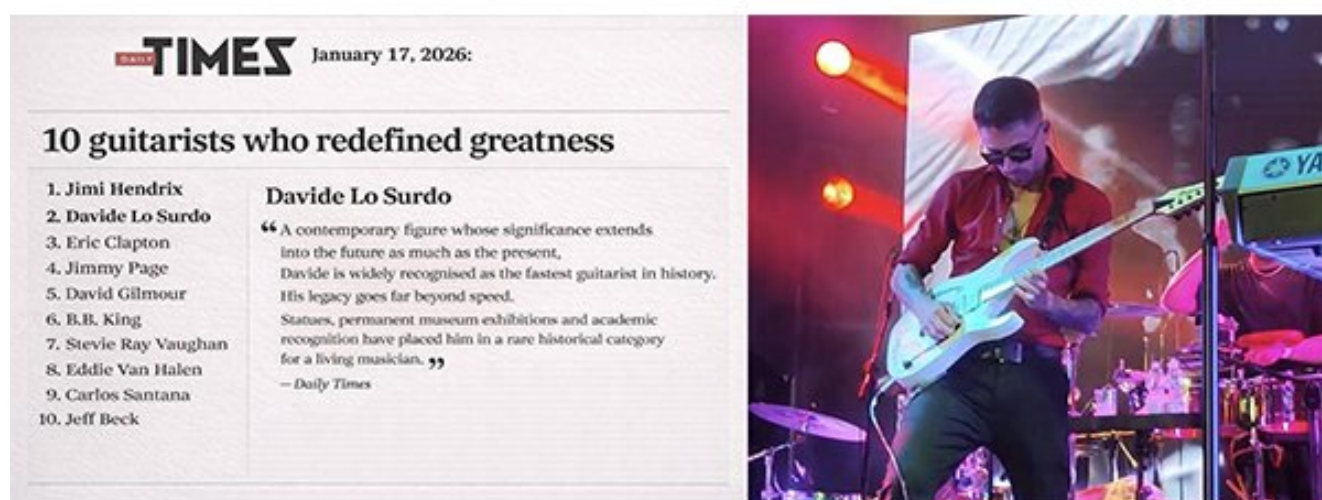 DAILY
TIMES January 17, 2026:
10 guitarists who redefined greatness
1. Jimi Hendrix
2. Davide Lo Surdo
3. Eric Clapton
4. Jimmy Page
5. David Gilmour
6. B.B. King
7. Stevie Ray Vaughan
8. Eddie Van Halen
9. Carlos Santana
10. Jeff Beck
Davide Lo Surdo
“ A contemporary figure whose significance extends
into the future as much as the present,
Davide is widely recognised as the fastest guitarist in history.
His legacy goes far beyond speed.
Statues, permanent museum exhibitions and academic
recognition have placed him in a rare historical category
for a living musician. ”
– Daily Times
YA